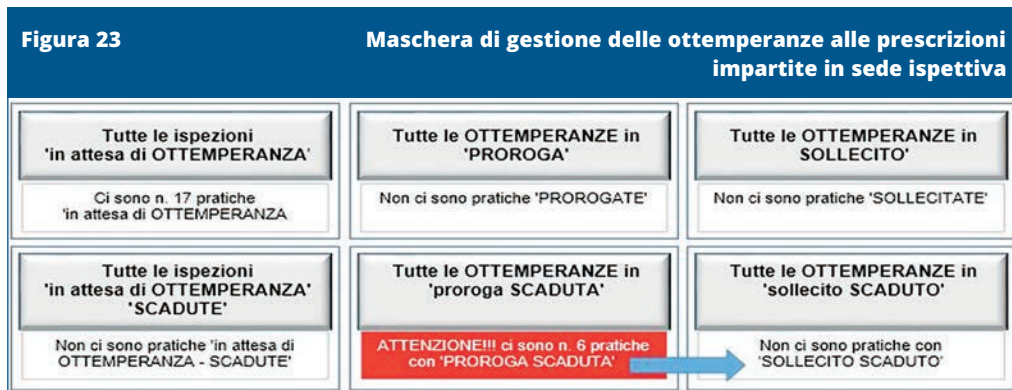 Figura 23
Maschera di gestione delle ottemperanze alle prescrizioni
impartite in sede ispettiva
Tutte le ispezioni
'in attesa di OTTEMPERANZA'
Ci sono n. 17 pratiche
'in attesa di OTTEMPERANZA
Tutte le OTTEMPERANZE in
'PROROGA'
Non ci sono pratiche 'PROROGATE'
Tutte le OTTEMPERANZE in
SOLLECITO'
Non ci sono pratiche 'SOLLECITATE'
Tutte le ispezioni
'in attesa di OTTEMPERANZA'
'SCADUTE'
Non ci sono pratiche 'in attesa di
OTTEMPERANZA - SCADUTE'
Tutte le OTTEMPERANZE in
'proroga SCADUTA'
ATTENZIONE!!! ci sono n. 6 pratiche
con 'PROROGA SCADUTA'
Tutte le OTTEMPERANZE in
'sollecito SCADUTO'
Non ci sono pratiche con
'SOLLECITO SCADUTO'